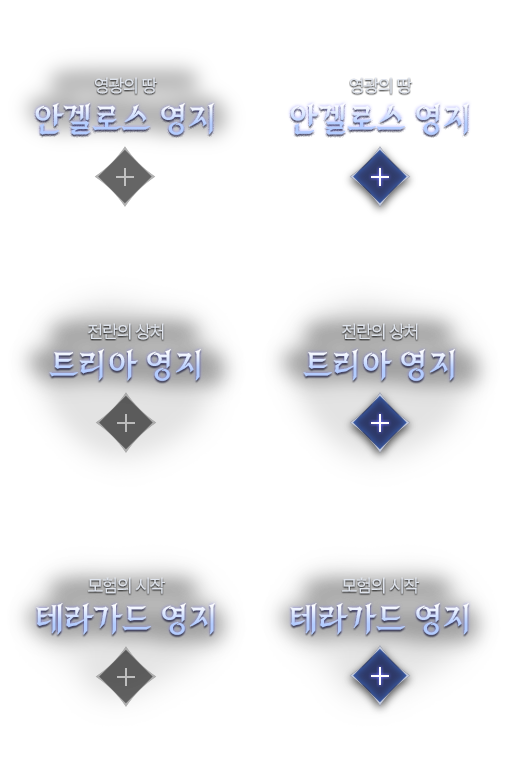 영광의 땅
안겔로스 영지
영광의 땅
안겔로스 영지
전란의 상처
트리아 영지
전란의 상처
트리아 영지
모험의 시작
테라가드 영지
모험의 시작
테라가드 영지